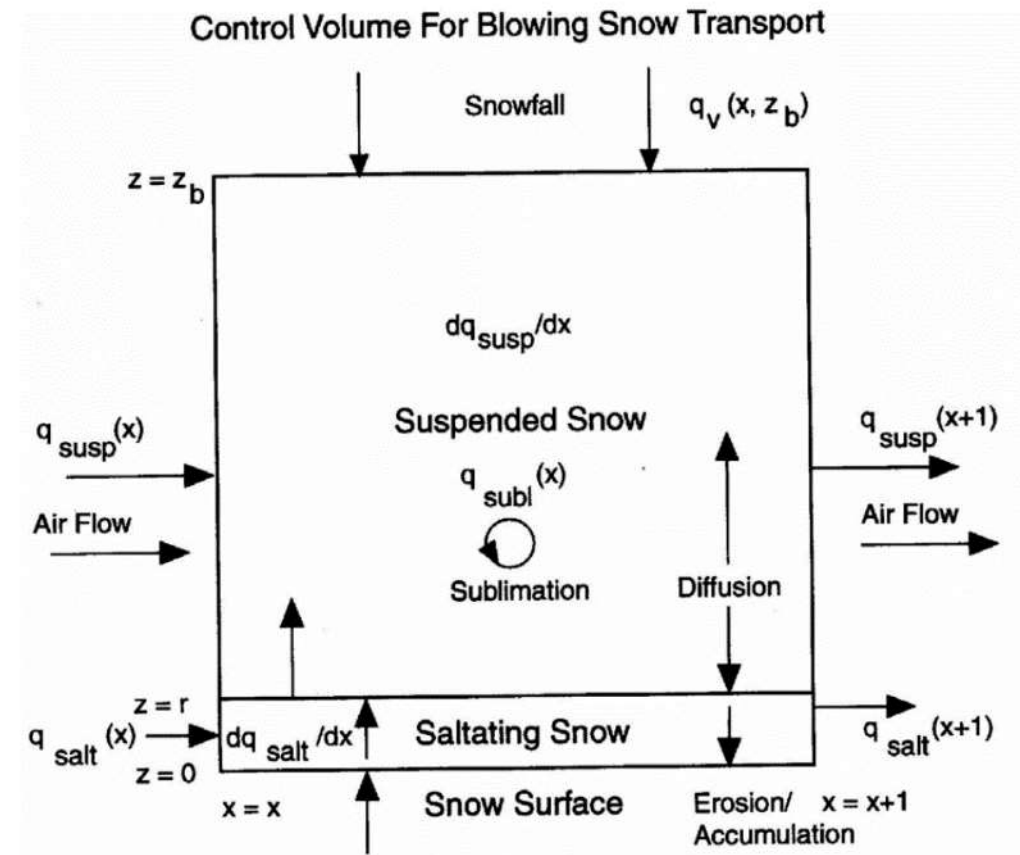 Control Volume For Blowing Snow Transport
Snowfall
q_v (x, z_b)
z = z_b
dq_susp/dx
Suspended Snow
q_susp(x)
q_susp(x+1)
q_subl(x)
Air Flow
Air Flow
Sublimation
Diffusion
z = r
q_salt (x)
dq_salt/dx
Saltating Snow
q_salt(x+1)
z = 0
x = x
Snow Surface
Erosion/
Accumulation
x = x+1